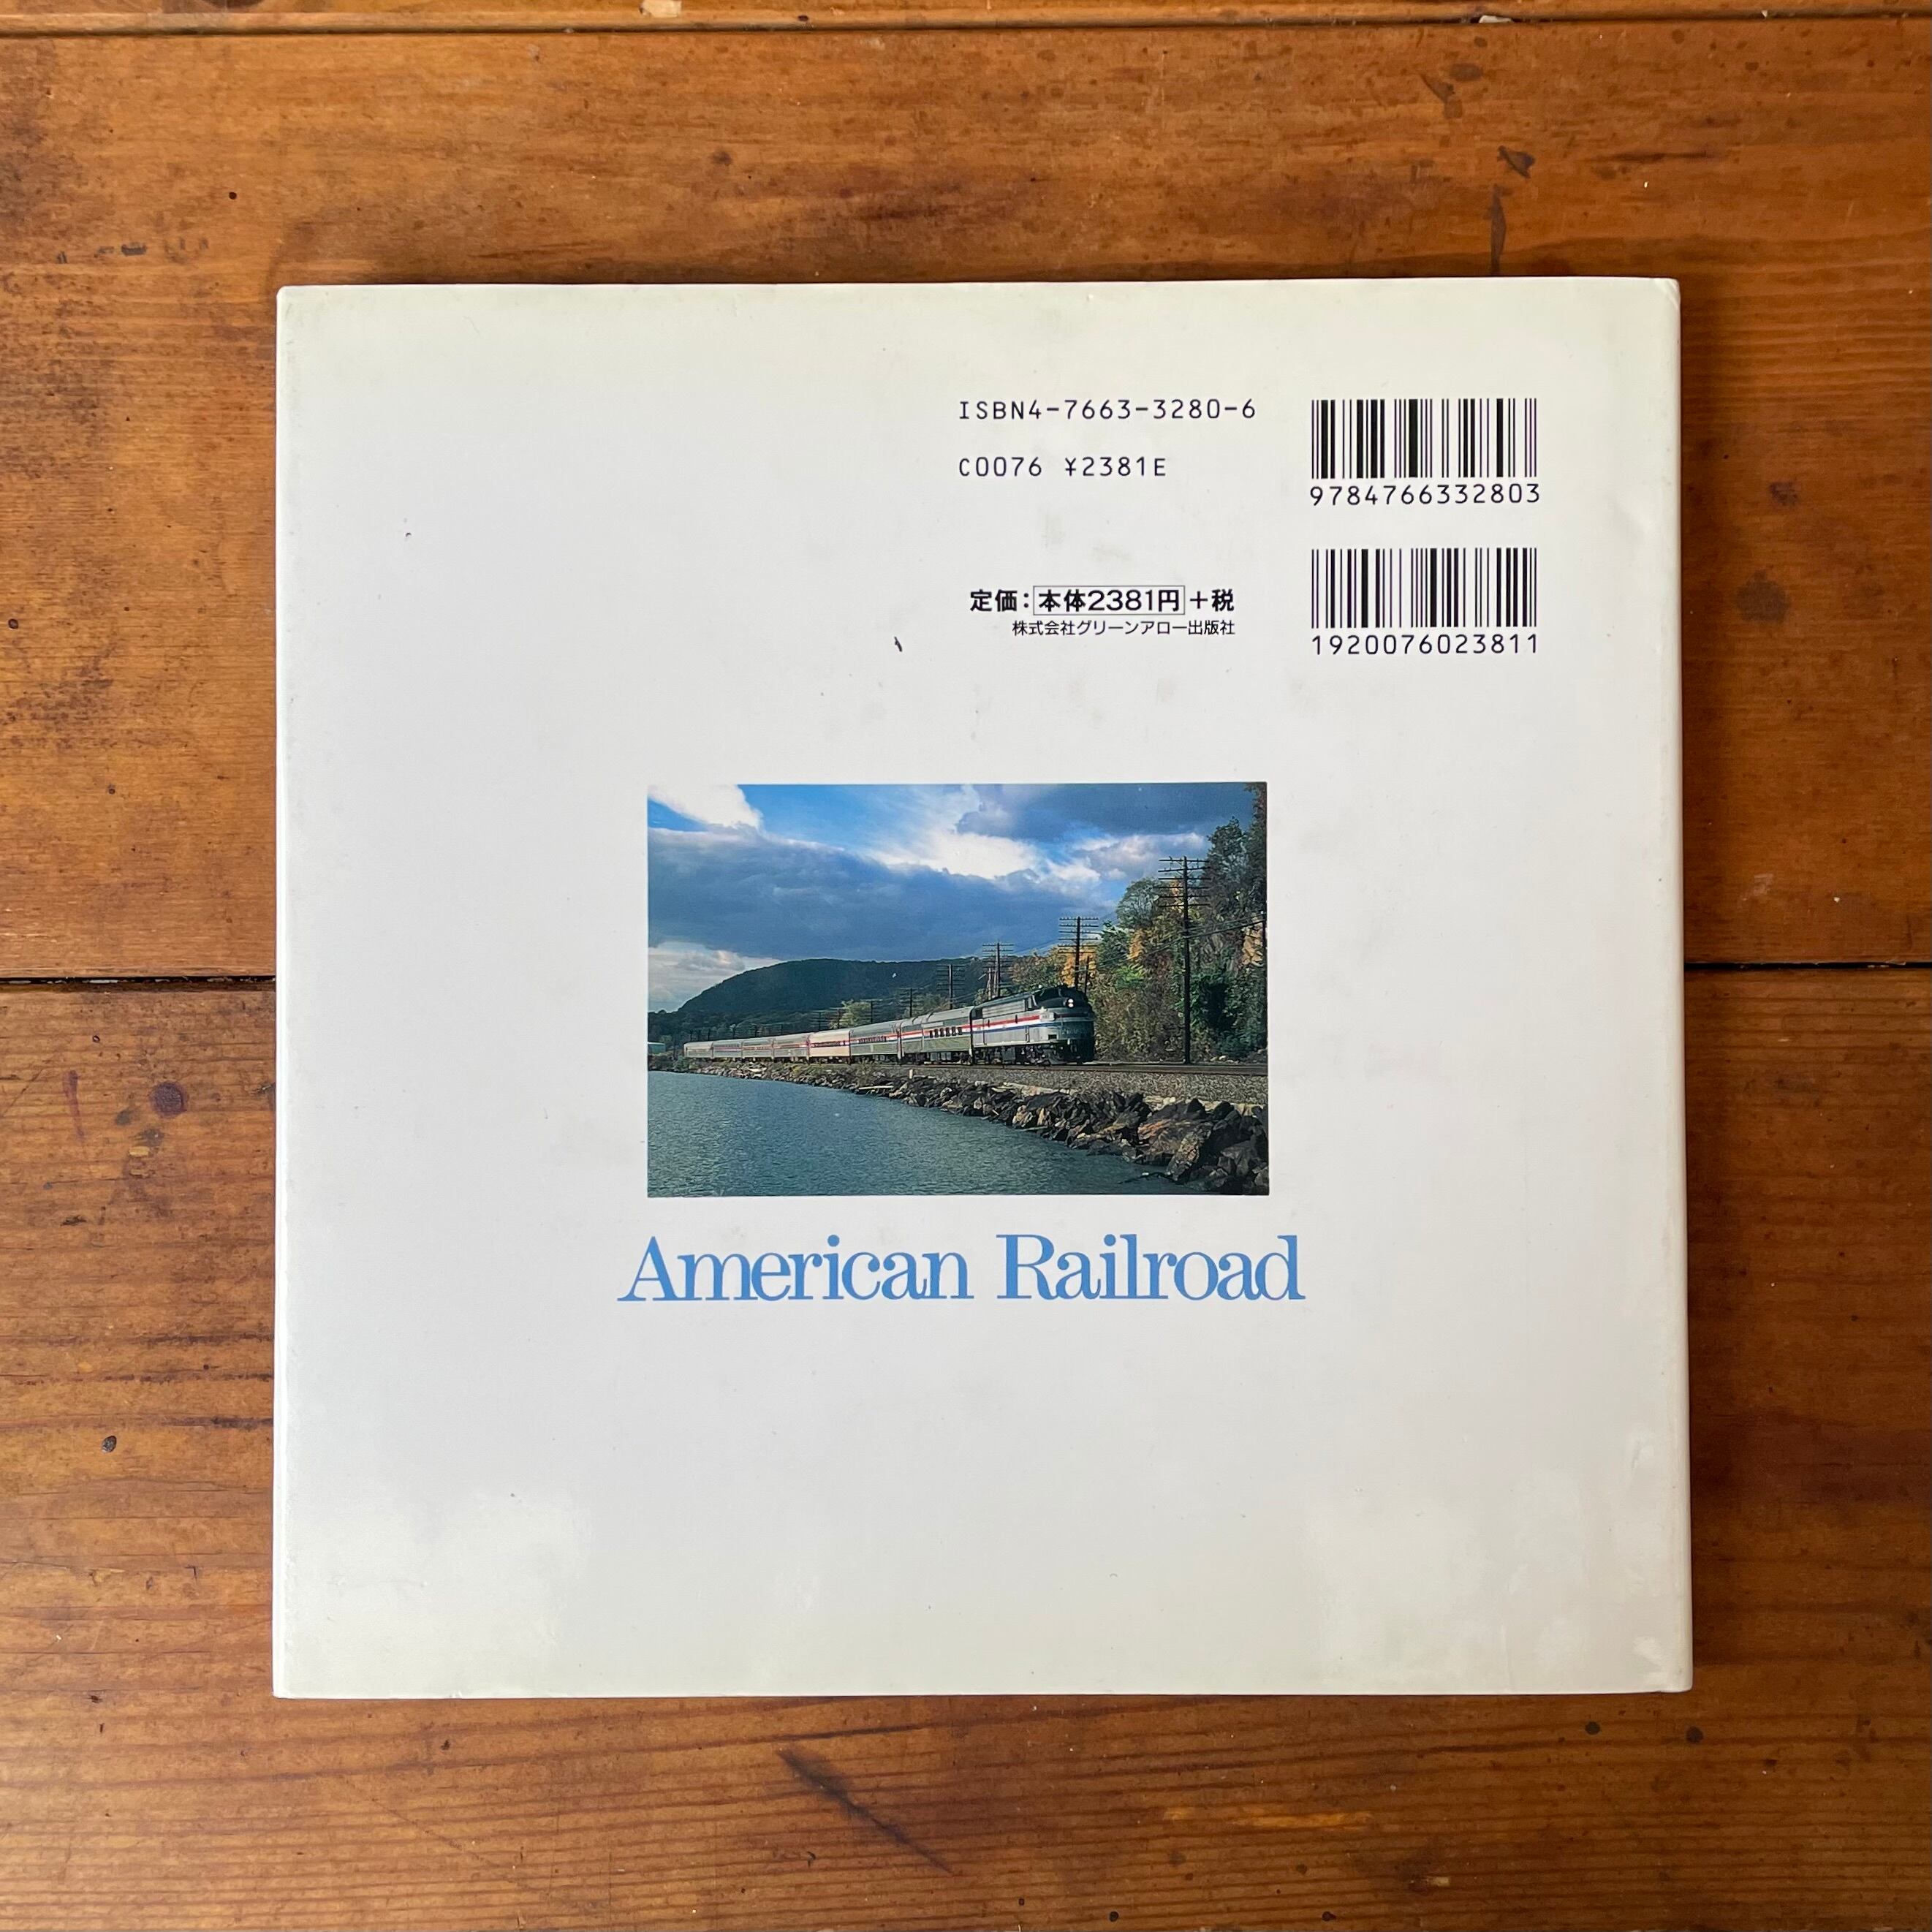 ISBN4-7663-3280-6
C0076 ¥2381E
9784766332803
定価:本体2381円+税
株式会社グリーンアロー出版社
1920076023811
American Railroad